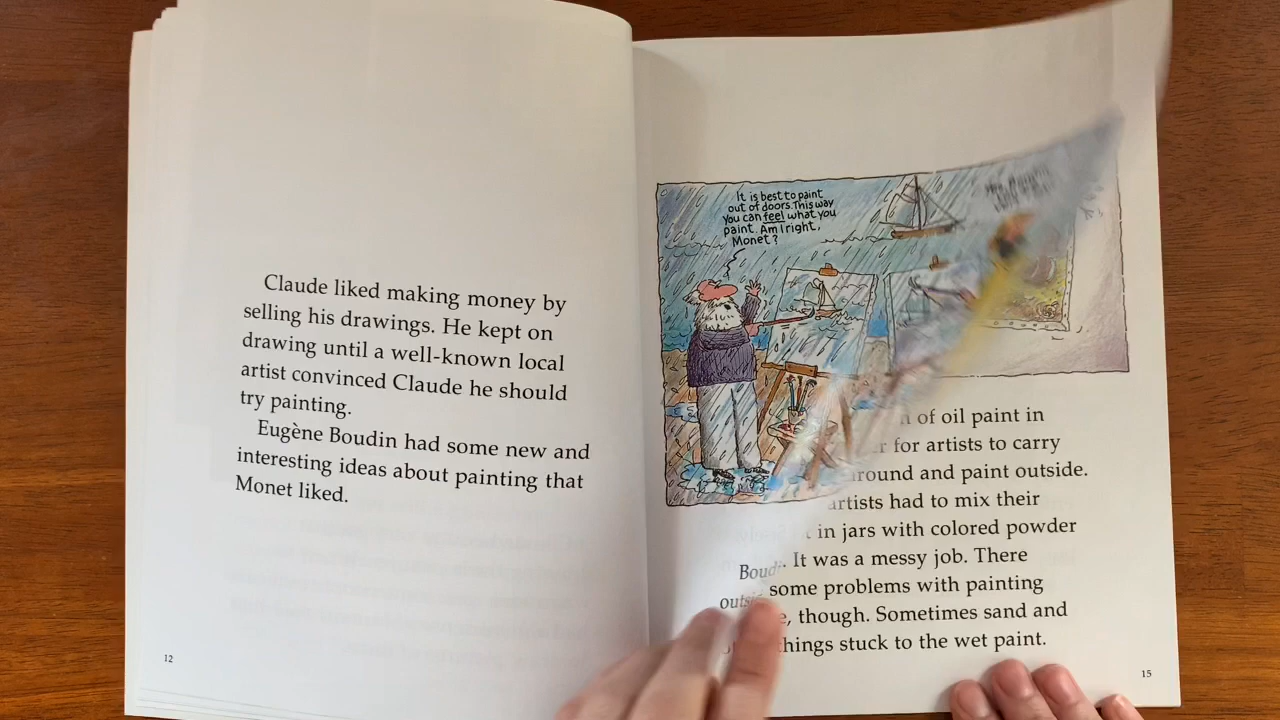 Claude liked making money by
selling his drawings. He kept on
drawing until a well-known local
artist convinced Claude he should
try painting.
Eugène Boudin had some new and
interesting ideas about painting that
Monet liked.
12
It is best to paint
out of doors. This way
you can feel what you
paint. Am I right,
Monet?
of oil paint in
for artists to carry
and paint outside.
artists had to mix their
in jars with colored powder
It was a messy job. There
some problems with painting
though. Sometimes sand and
things stuck to the wet paint.
15